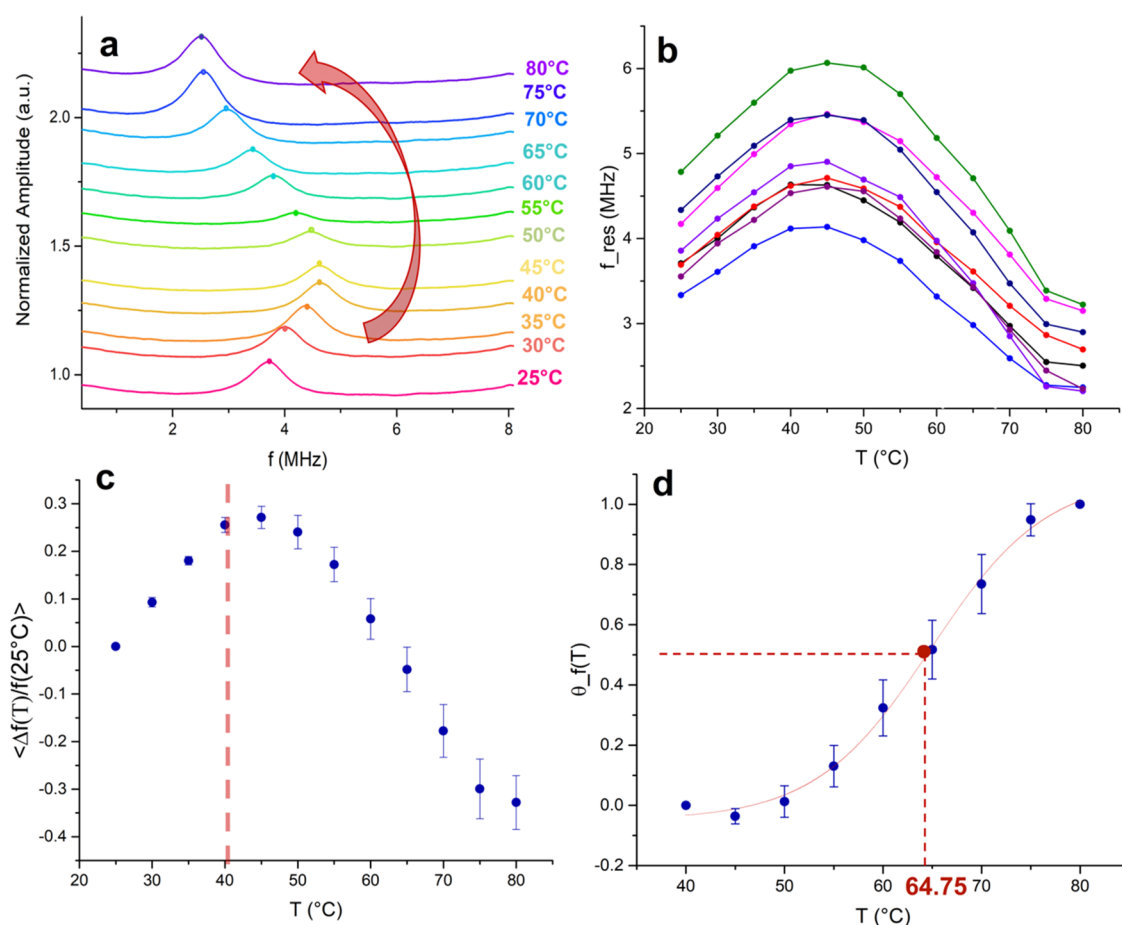 a
Normalized Amplitude (a.u.)
2.0
1.5
1.0
80°C
75°C
70°C
65°C
60°C
55°C
50°C
45°C
40°C
35°C
30°C
25°C
2 4 6 8
f (MHz)
b
f_res (MHz)
6
5
4
3
2
20 30 40 50 60 70 80
T (°C)
c
<Δf(T)/f(25°C)>
0.3
0.2
0.1
0.0
-0.1
-0.2
-0.3
-0.4
20 30 40 50 60 70 80
T (°C)
d
θ_f(T)
1.0
0.8
0.6
0.4
0.2
0.0
-0.2
40 50 60 70 80
64.75
T (°C)